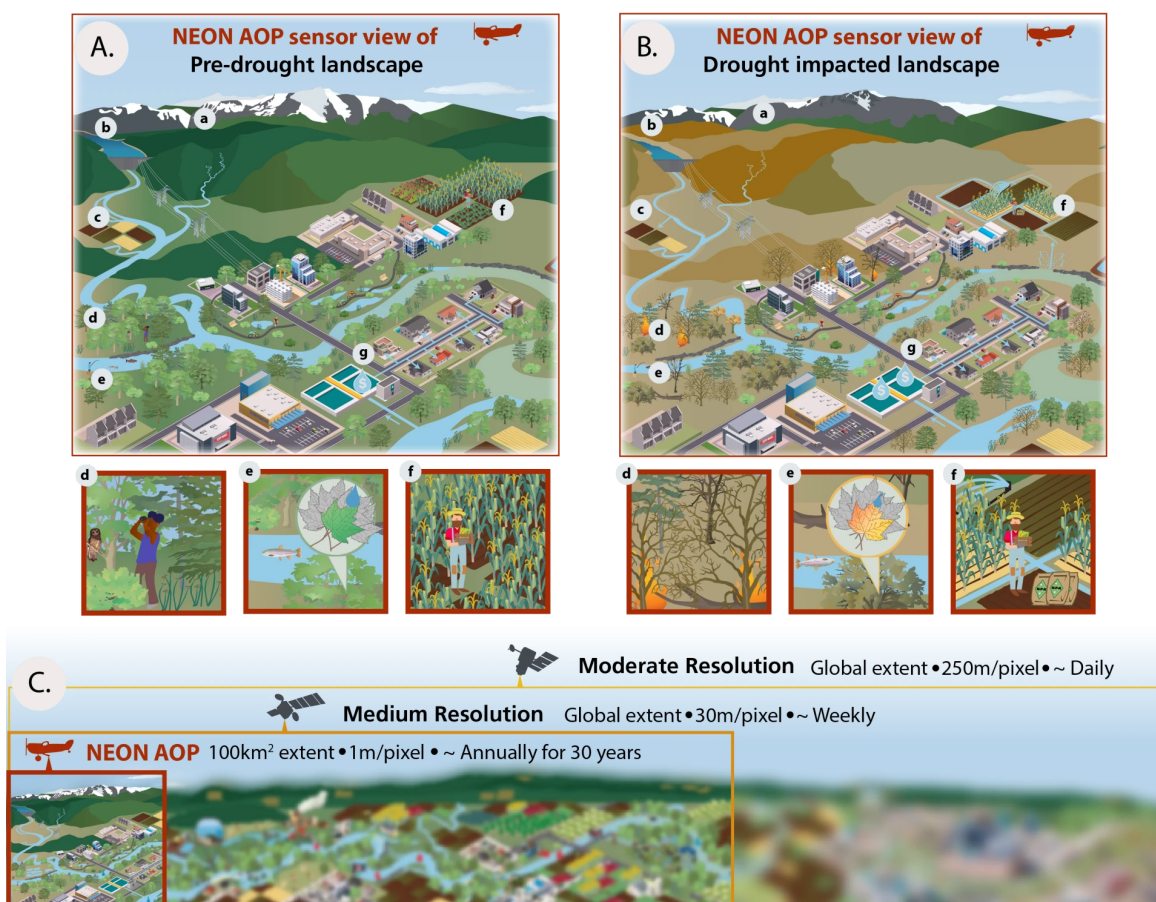 A.
NEON AOP sensor view of
Pre-drought landscape
a
b
c
f
d
g
e
d
e
f
$
B.
NEON AOP sensor view of
Drought impacted landscape
a
b
c
f
d
g
e
$
$
d
e
f
C.
Moderate Resolution Global extent • 250m/pixel • ~ Daily
Medium Resolution Global extent • 30m/pixel • ~ Weekly
NEON AOP 100km² extent • 1m/pixel • ~ Annually for 30 years